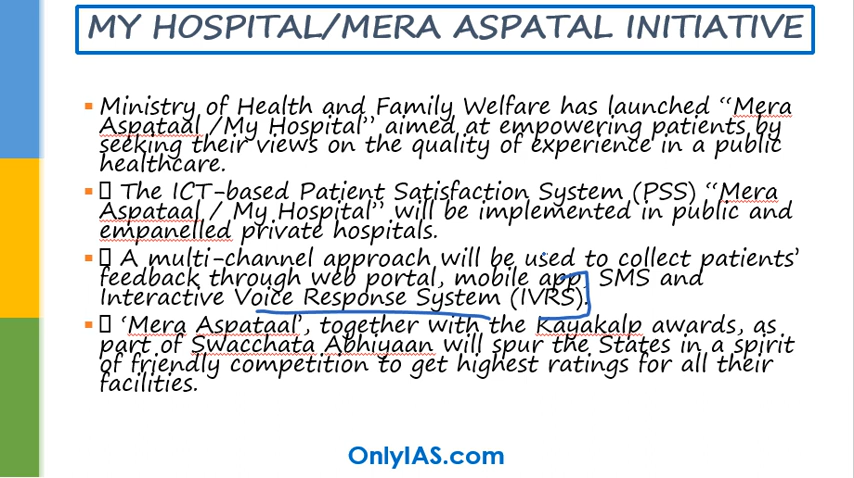 MY HOSPITAL/MERA ASPATAL INITIATIVE
Ministry of Health and Family Welfare has launched “Mera
Aspataal /My Hospital” aimed at empowering patients by
seeking their views on the quality of experience in a public
healthcare.
The ICT-based Patient Satisfaction System (PSS) “Mera
Aspataal / My Hospital” will be implemented in public and
empanelled private hospitals.
A multi-channel approach will be used to collect patients’
feedback through web portal, mobile app, SMS and
Interactive Voice Response System (IVRS).
‘Mera Aspataal’, together with the Kayakalp awards, as
part of Swacchata Abhiyaan will spur the States in a spirit
of friendly competition to get highest ratings for all their
facilities.
OnlyIAS.com